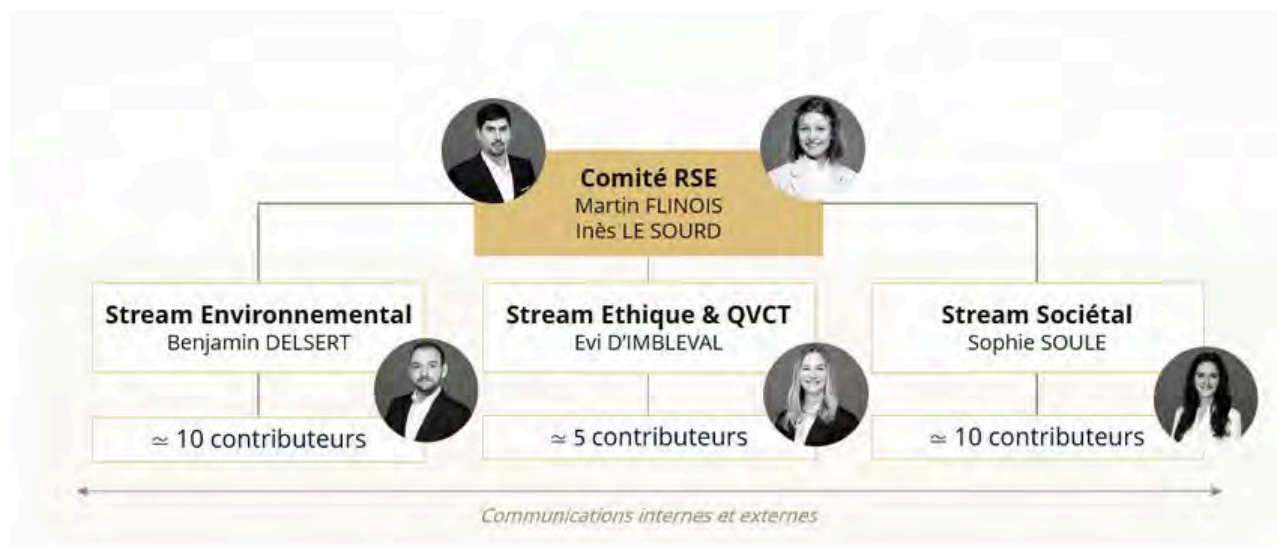 Comité RSE
Martin FLINOIS
Inès LE SOURD
Stream Environnemental
Benjamin DELSERT
Stream Ethique & QVCT
Evi D'IMBLEVAL
Stream Sociétal
Sophie SOULE
≃ 10 contributeurs
≃ 5 contributeurs
≃ 10 contributeurs
Communications internes et externes